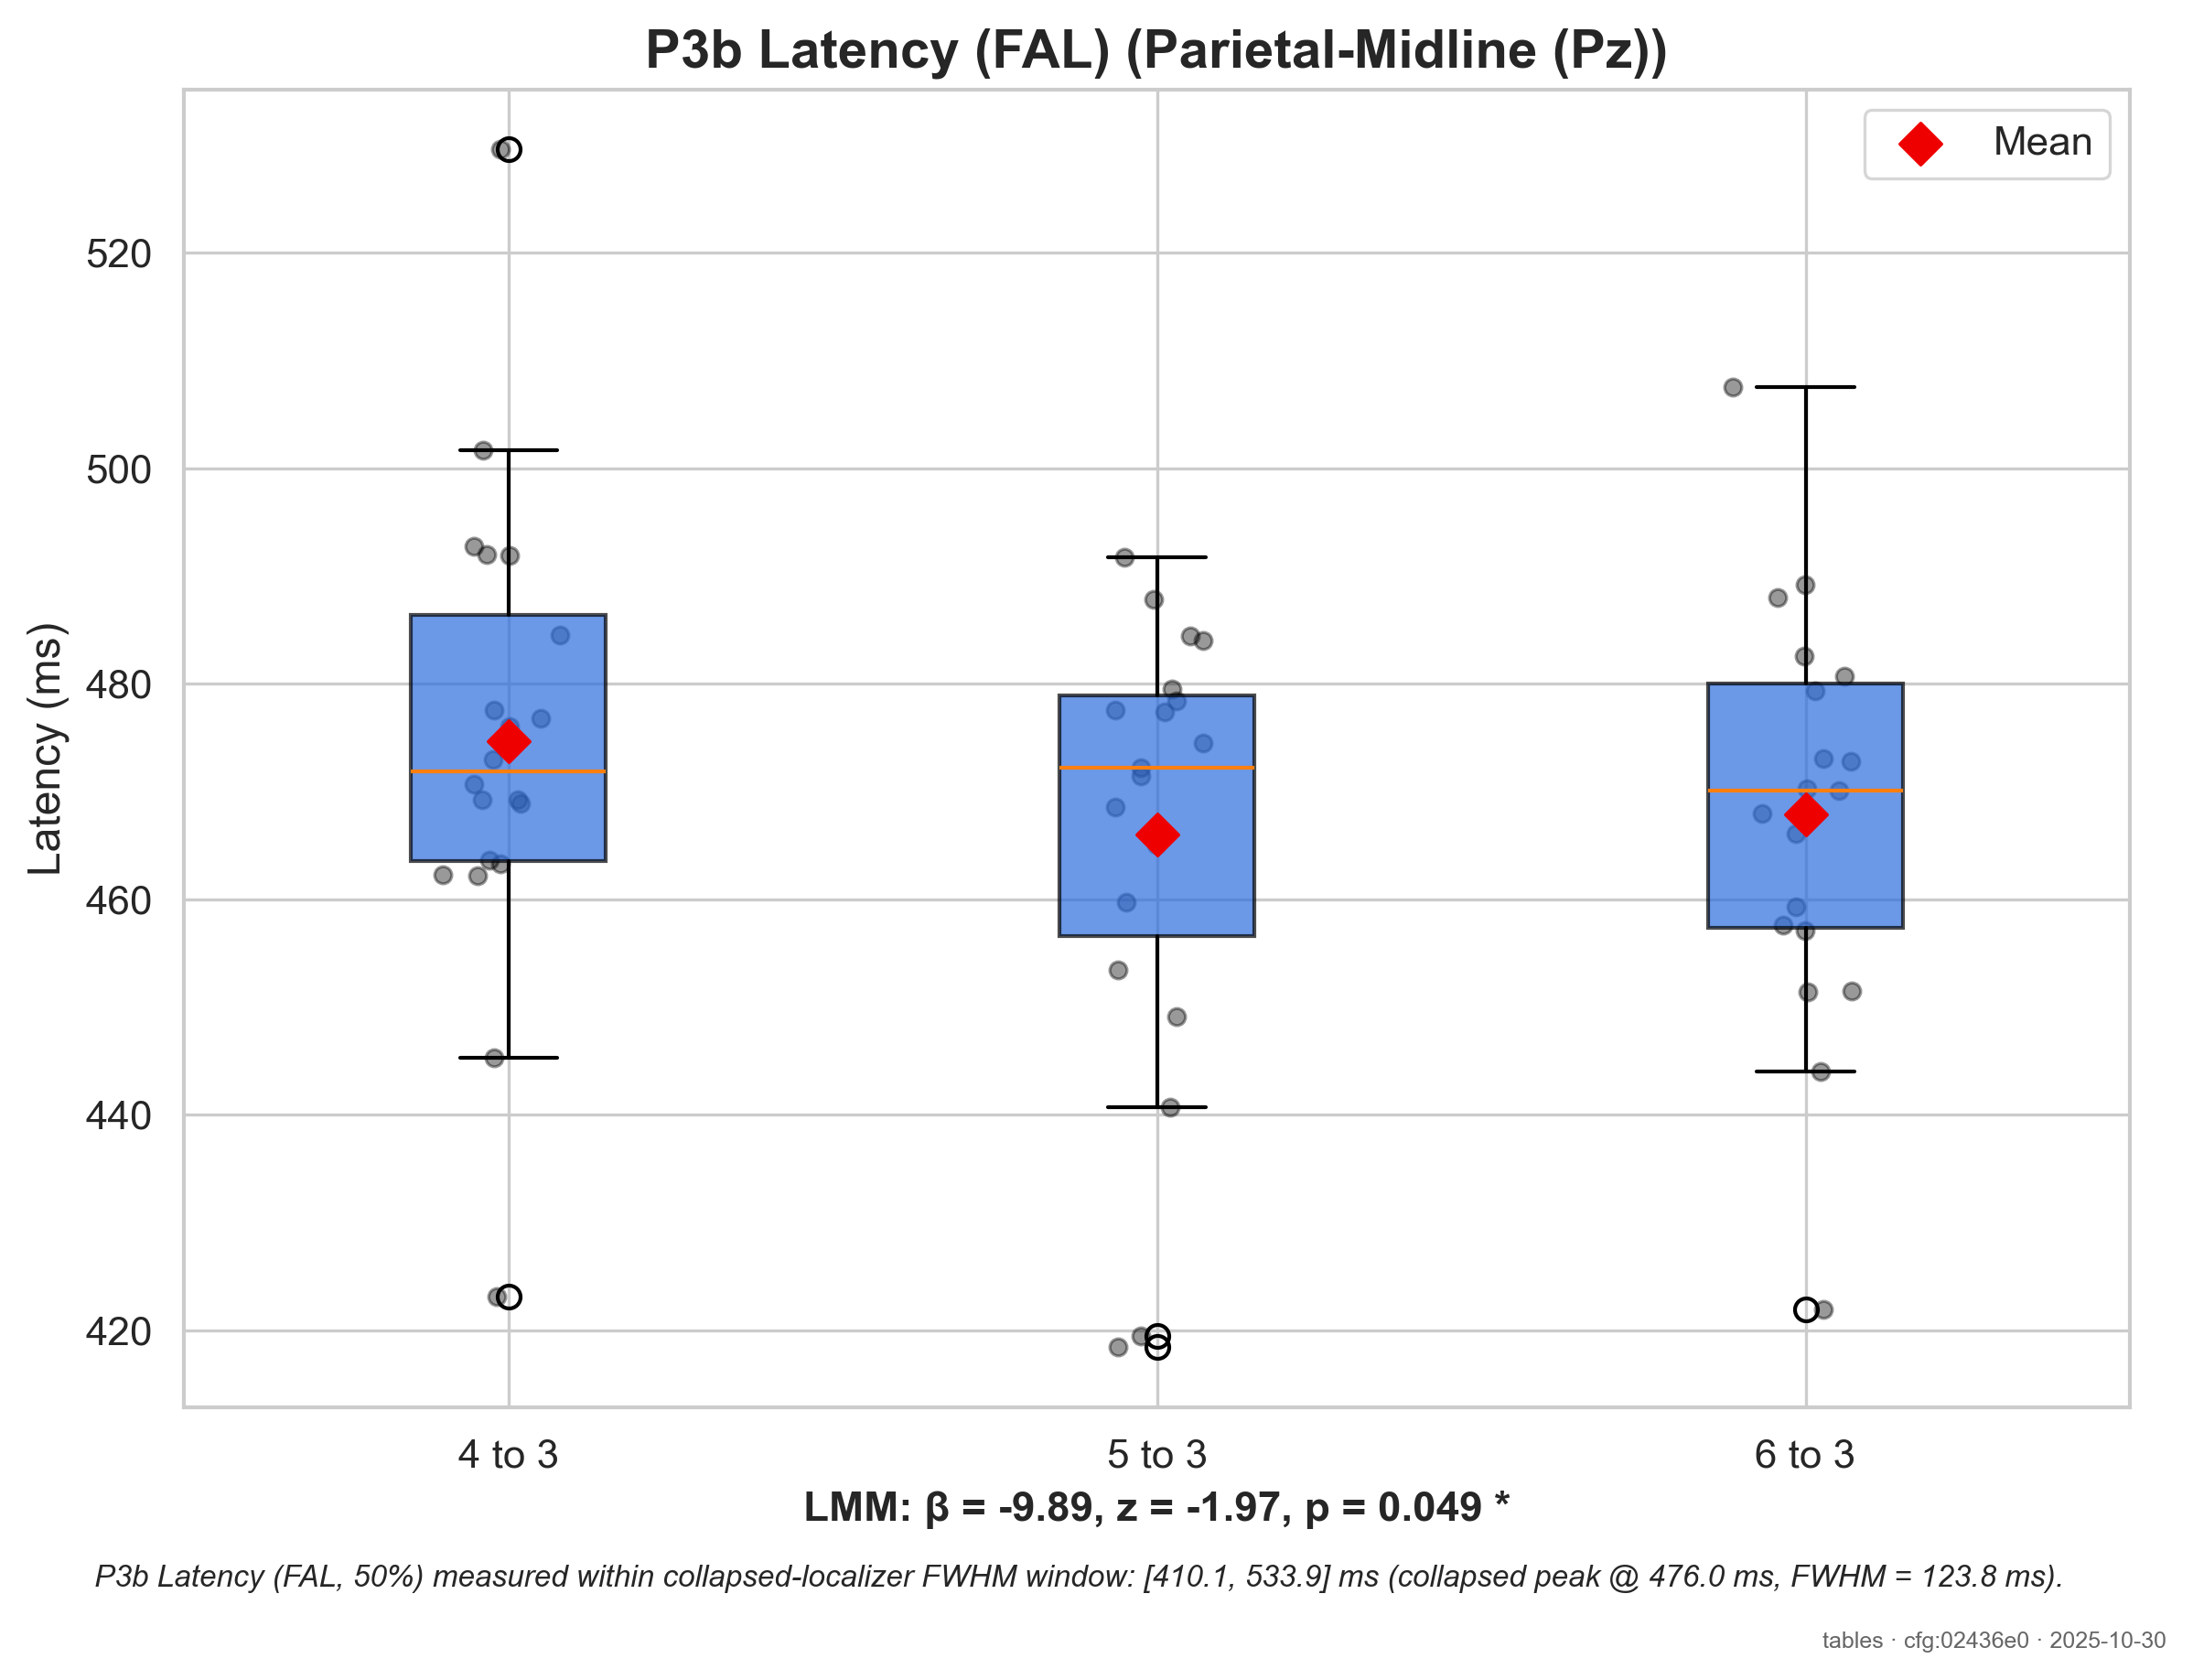 P3b Latency (FAL) (Parietal-Midline (Pz))
Mean
Latency (ms)
520
500
480
460
440
420
4 to 3
5 to 3
6 to 3
LMM: β = -9.89, z = -1.97, p = 0.049 *
P3b Latency (FAL, 50%) measured within collapsed-localizer FWHM window: [410.1, 533.9] ms (collapsed peak @ 476.0 ms, FWHM = 123.8 ms).
tables · cfg:02436e0 · 2025-10-30